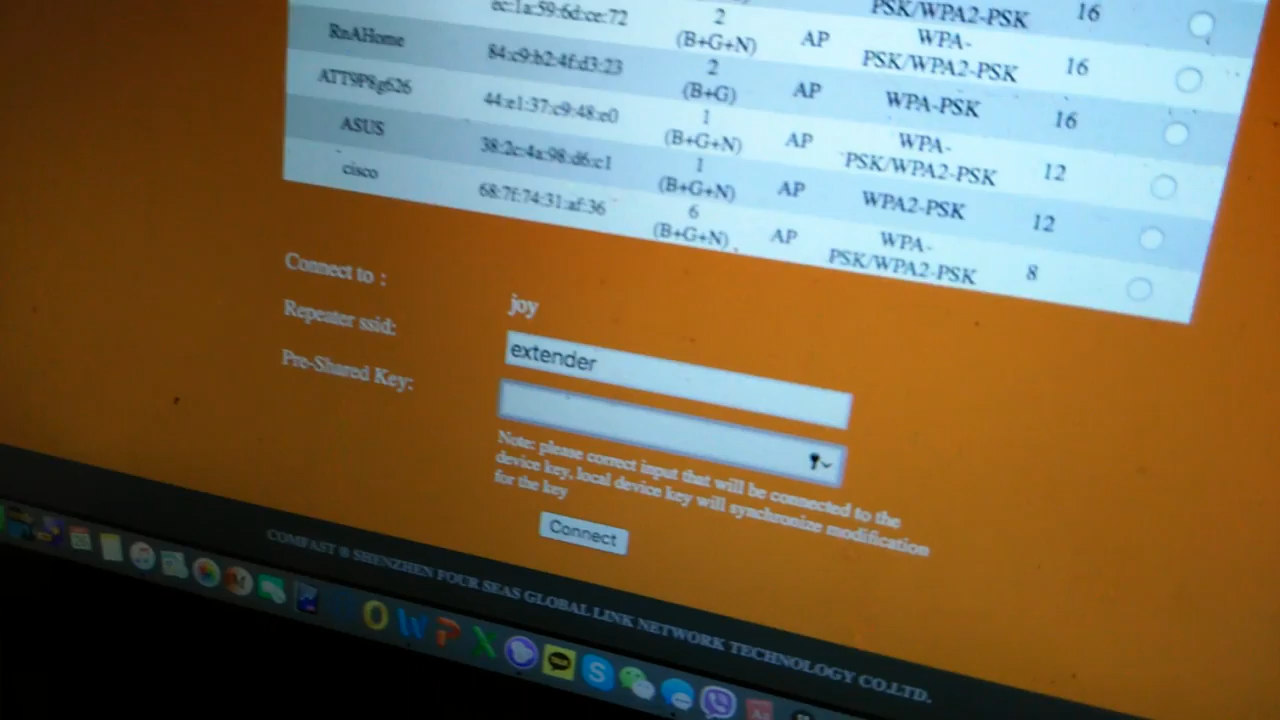 ec:1a:59:6d:ce:72 2 (B+G+N) AP PSK/WPA2-PSK 16
RnAHome 84:c9:b2:4f:d3:23 2 (B+G) AP WPA-PSK/WPA2-PSK 16
ATT9P8g626 44:e1:37:c9:48:e0 1 (B+G+N) AP WPA-PSK 16
ASUS 38:2c:4a:98:d6:c1 1 (B+G+N) AP WPA-PSK/WPA2-PSK 12
cisco 68:7f:74:31:af:36 6 (B+G+N) AP WPA2-PSK 12
WPA-PSK/WPA2-PSK 8
Connect to : joy
Repeater ssid: extender
Pre-Shared Key:
Note: please correct input that will be connected to the
device key, local device key will synchronize modification
for the key
Connect
COMFAST ® SHENZHEN FOUR SEAS GLOBAL LINK NETWORK TECHNOLOGY CO.LTD.